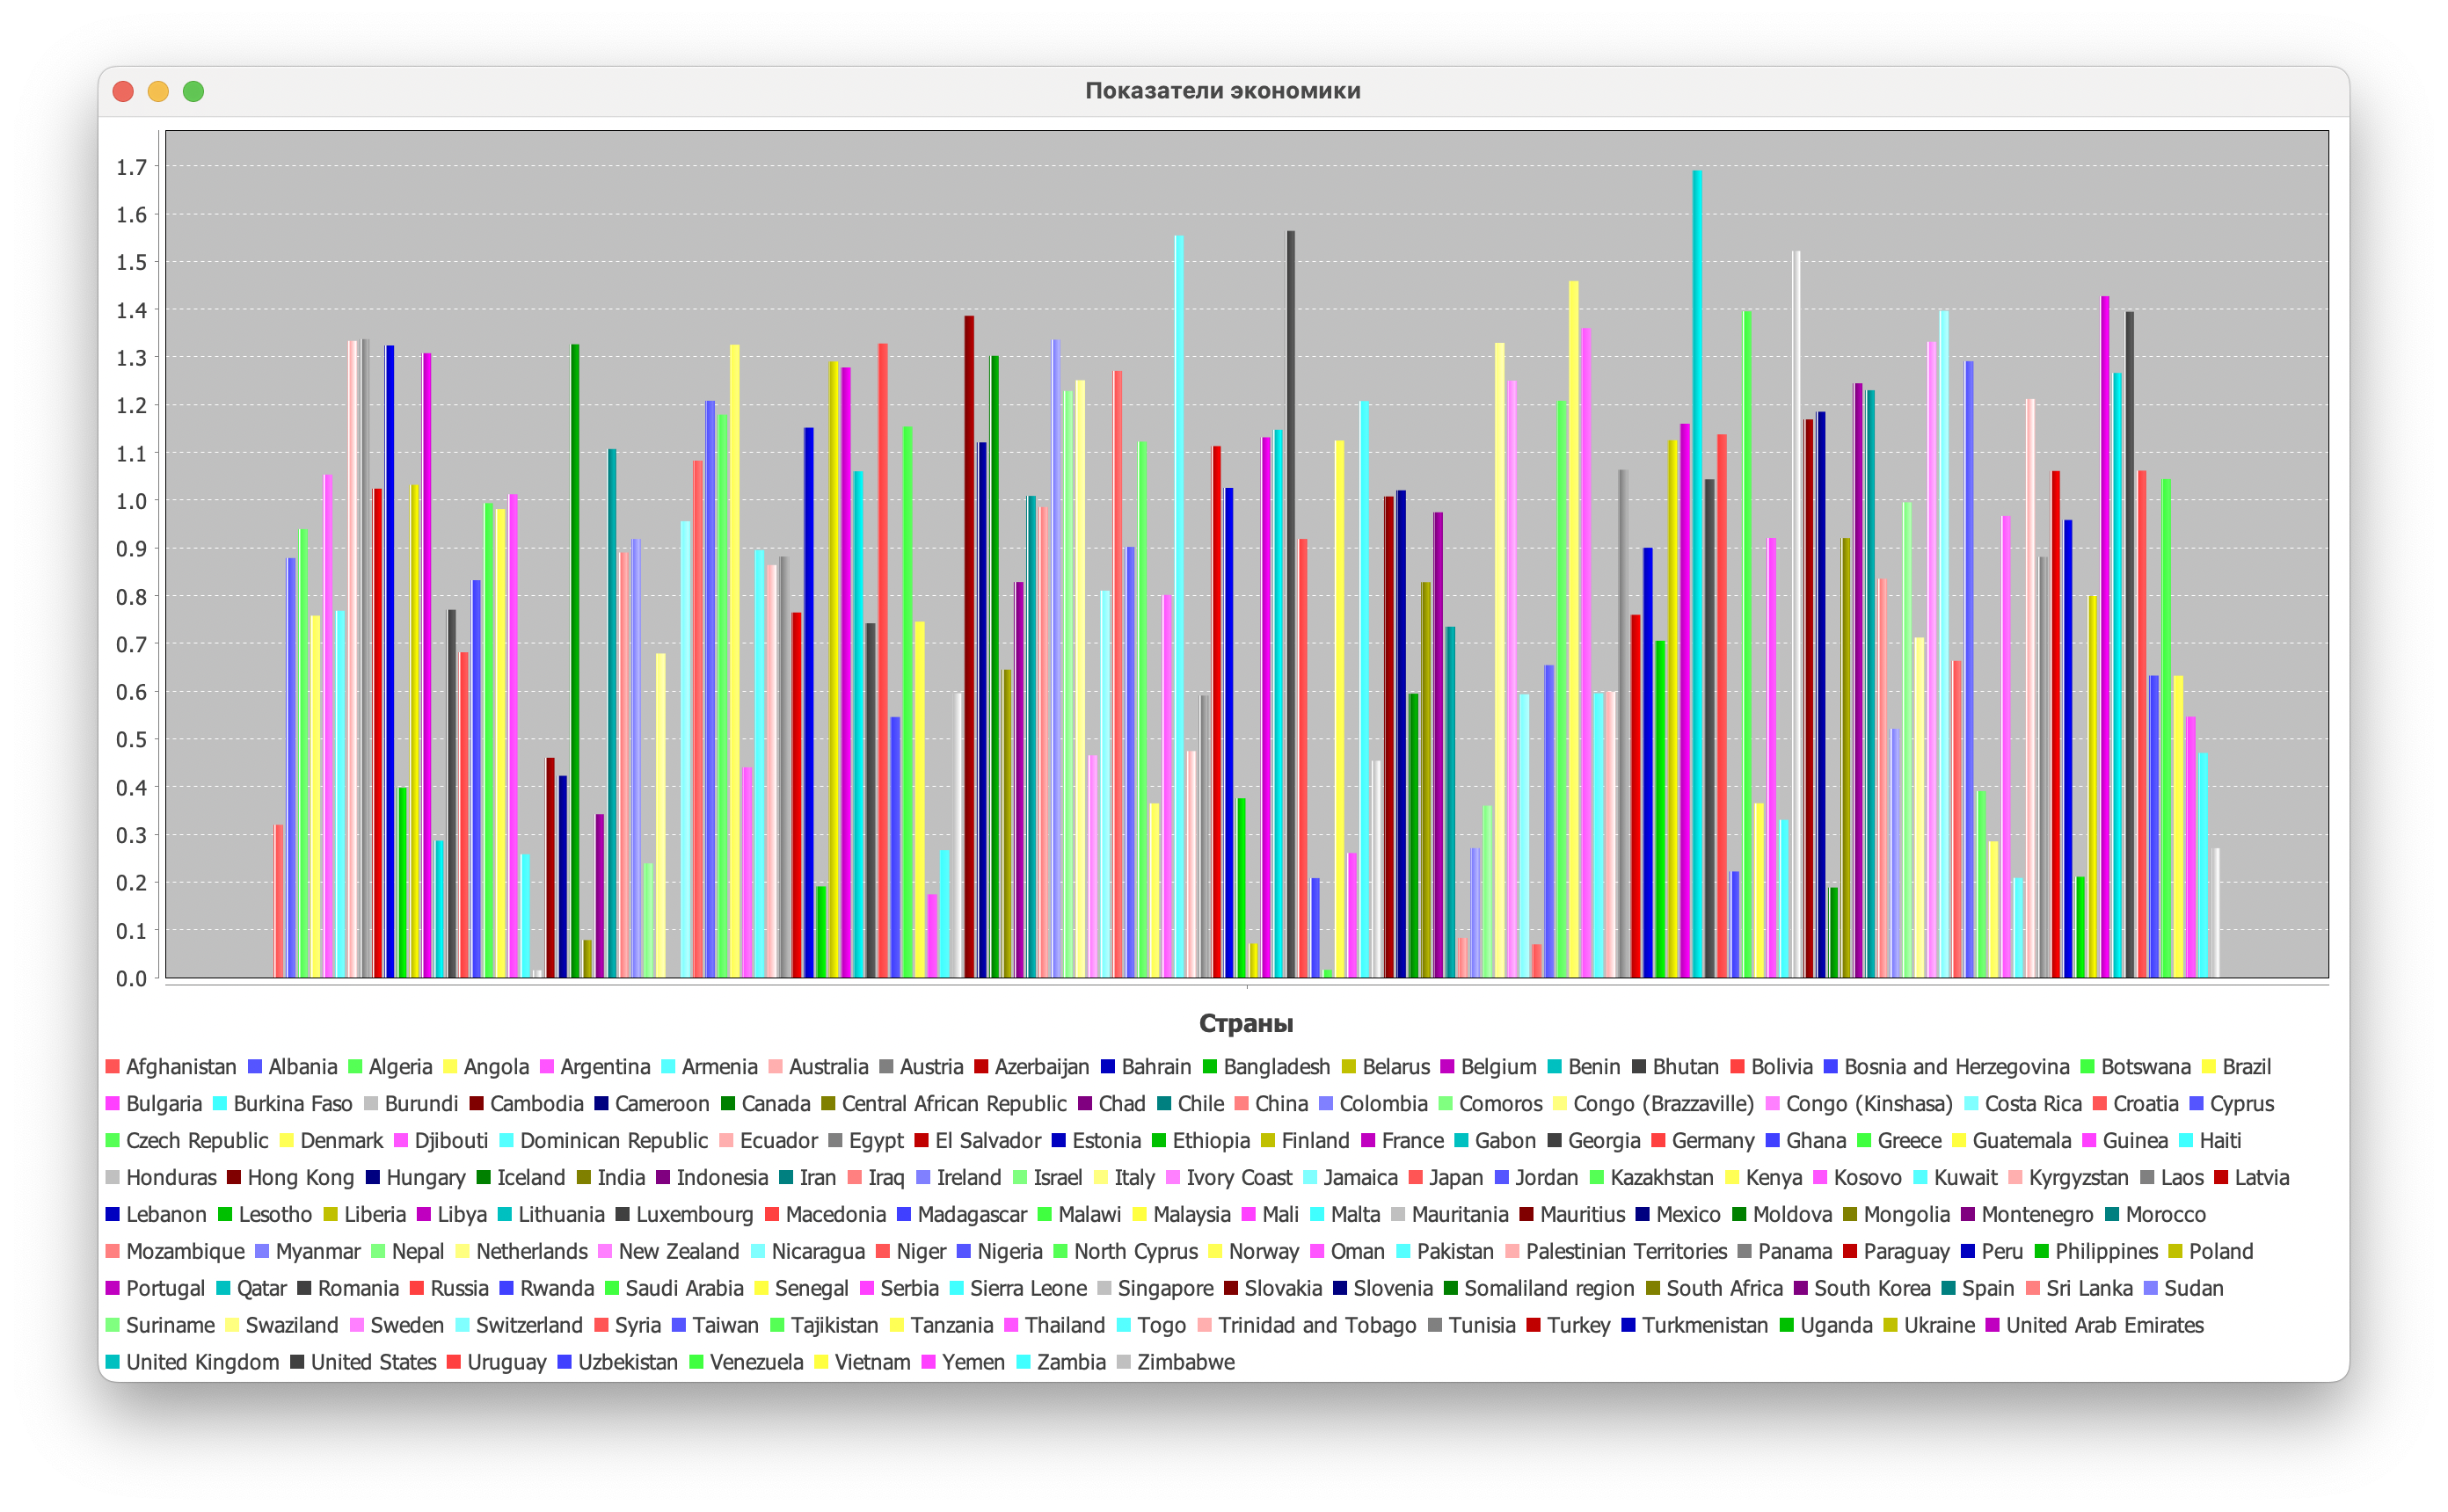 Показатели экономики
1.7
1.6
1.5
1.4
1.3
1.2
1.1
1.0
0.9
0.8
0.7
0.6
0.5
0.4
0.3
0.2
0.1
0.0
Страны
Afghanistan Albania Algeria Angola Argentina Armenia Australia Austria Azerbaijan Bahrain Bangladesh Belarus Belgium Benin Bhutan Bolivia Bosnia and Herzegovina Botswana Brazil
Bulgaria Burkina Faso Burundi Cambodia Cameroon Canada Central African Republic Chad Chile China Colombia Comoros Congo (Brazzaville) Congo (Kinshasa) Costa Rica Croatia Cyprus
Czech Republic Denmark Djibouti Dominican Republic Ecuador Egypt El Salvador Estonia Ethiopia Finland France Gabon Georgia Germany Ghana Greece Guatemala Guinea Haiti
Honduras Hong Kong Hungary Iceland India Indonesia Iran Iraq Ireland Israel Italy Ivory Coast Jamaica Japan Jordan Kazakhstan Kenya Kosovo Kuwait Kyrgyzstan Laos Latvia
Lebanon Lesotho Liberia Libya Lithuania Luxembourg Macedonia Madagascar Malawi Malaysia Mali Malta Mauritania Mauritius Mexico Moldova Mongolia Montenegro Morocco
Mozambique Myanmar Nepal Netherlands New Zealand Nicaragua Niger Nigeria North Cyprus Norway Oman Pakistan Palestinian Territories Panama Paraguay Peru Philippines Poland
Portugal Qatar Romania Russia Rwanda Saudi Arabia Senegal Serbia Sierra Leone Singapore Slovakia Slovenia Somaliland region South Africa South Korea Spain Sri Lanka Sudan
Suriname Swaziland Sweden Switzerland Syria Taiwan Tajikistan Tanzania Thailand Togo Trinidad and Tobago Tunisia Turkey Turkmenistan Uganda Ukraine United Arab Emirates
United Kingdom United States Uruguay Uzbekistan Venezuela Vietnam Yemen Zambia Zimbabwe